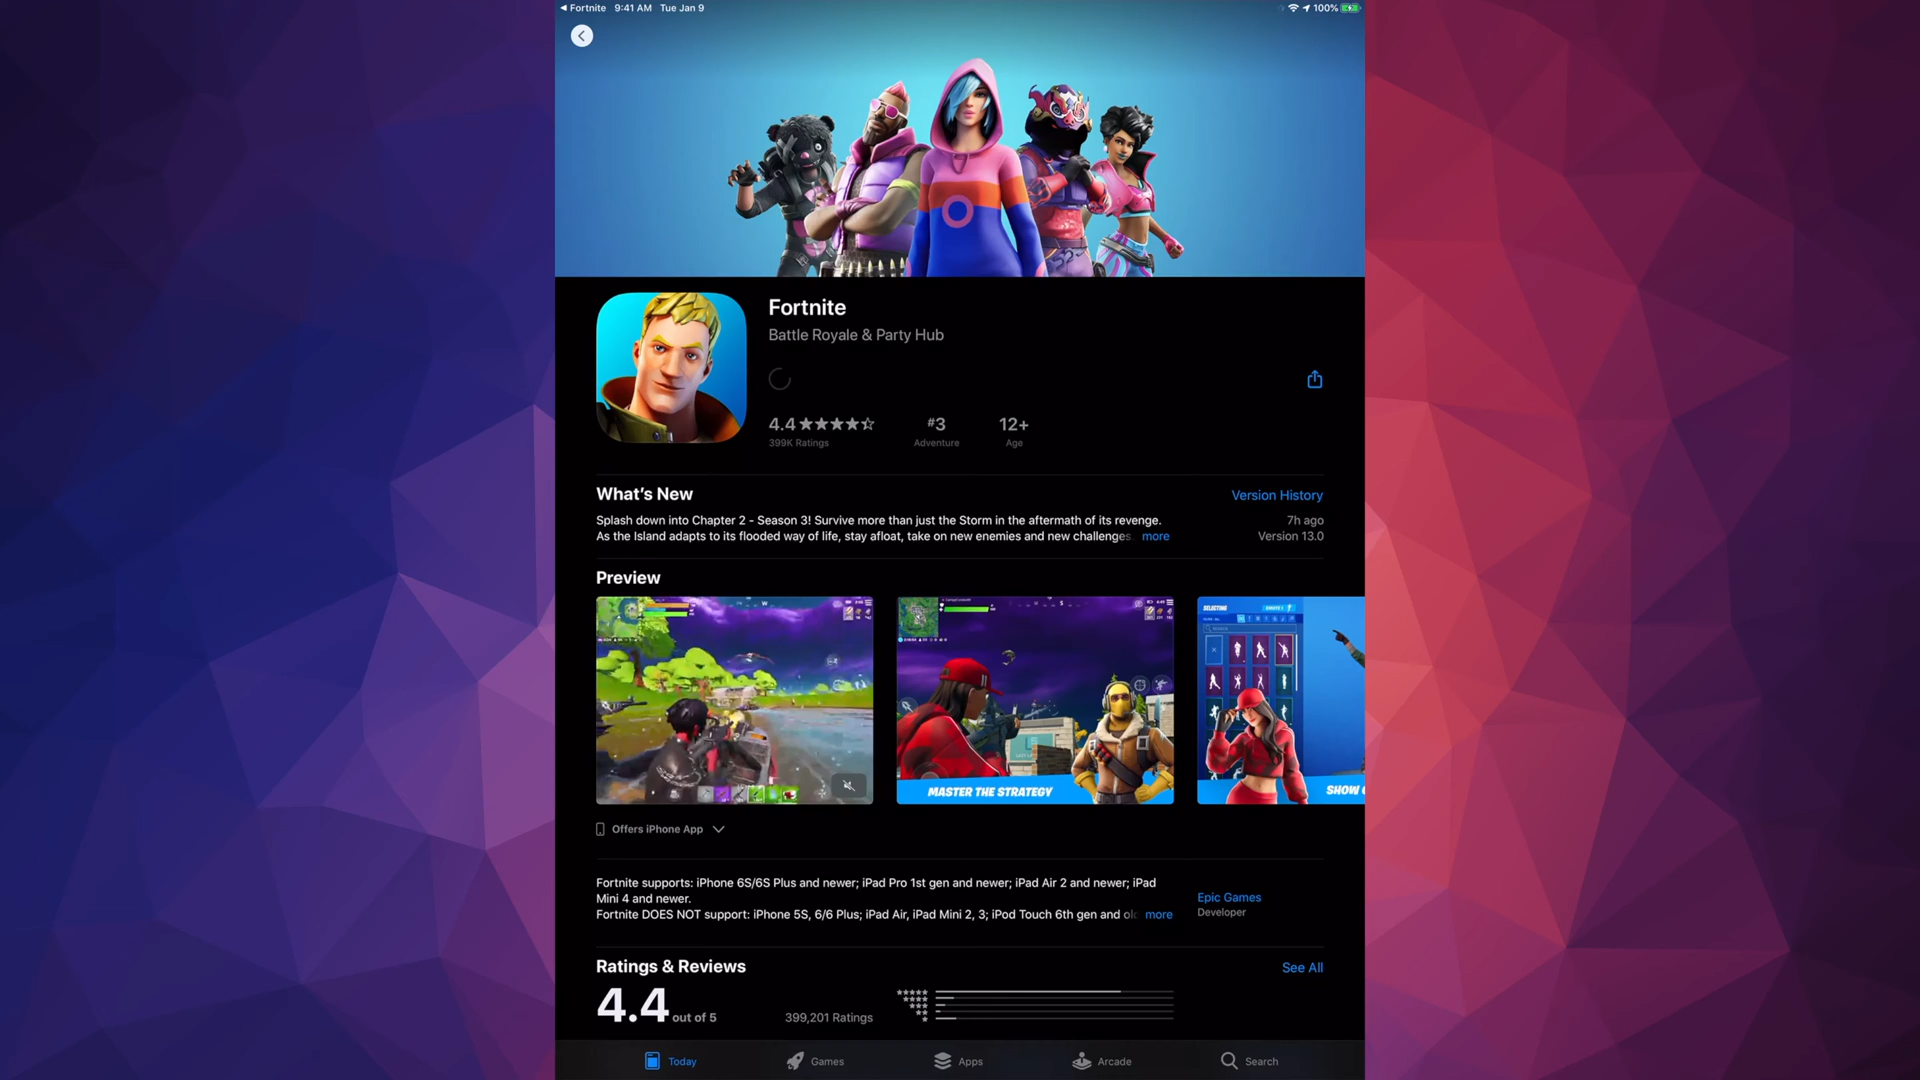 Fortnite 9:41 AM Tue Jan 9
100%
Fortnite
Battle Royale & Party Hub
4.4
399K Ratings
#3
Adventure
12+
Age
What's New
Version History
Splash down into Chapter 2 - Season 3! Survive more than just the Storm in the aftermath of its revenge.
7h ago
As the Island adapts to its flooded way of life, stay afloat, take on new enemies and new challenges. more
Version 13.0
Preview
W
S
MASTER THE STRATEGY
SELECTING
SHOW
Offers iPhone App
Fortnite supports: iPhone 6S/6S Plus and newer; iPad Pro 1st gen and newer; iPad Air 2 and newer; iPad
Mini 4 and newer.
Fortnite DOES NOT support: iPhone 5S, 6/6 Plus; iPad Air, iPad Mini 2, 3; iPod Touch 6th gen and ol more
Epic Games
Developer
Ratings & Reviews
See All
4.4 out of 5
399,201 Ratings
Today
Games
Apps
Arcade
Search